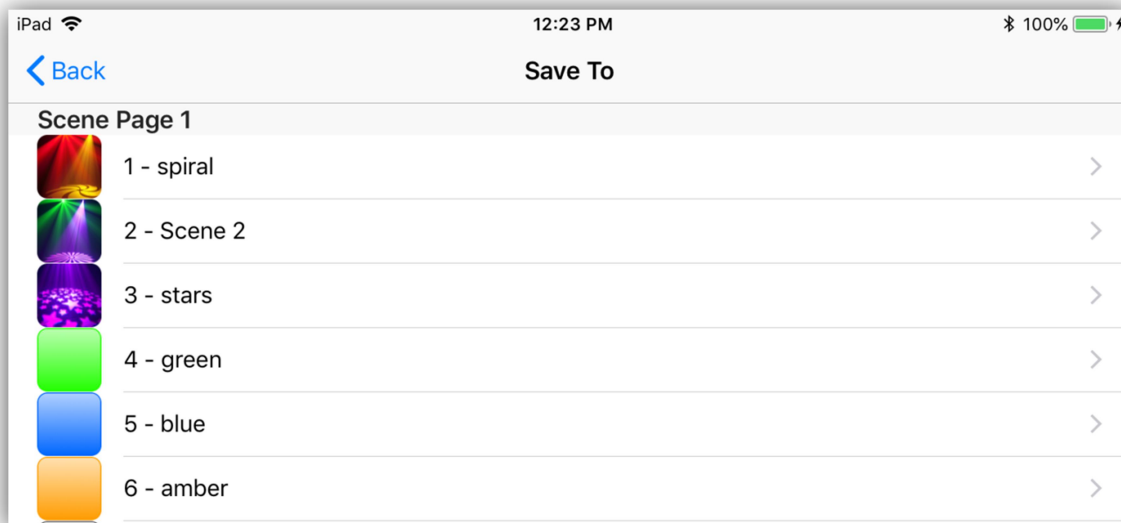 iPad 12:23 PM 100%
Back Save To
Scene Page 1
1 - spiral
2 - Scene 2
3 - stars
4 - green
5 - blue
6 - amber